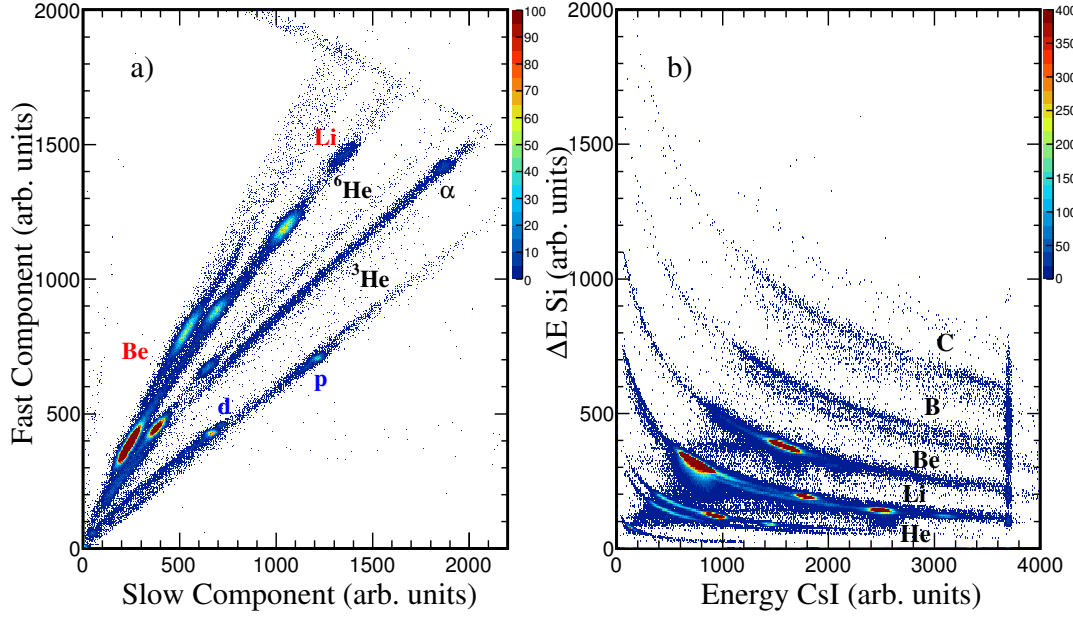 a)
Fast Component (arb. units)
2000
1500
1000
500
0
Li
⁶He
α
³He
Be
p
d
0 500 1000 1500 2000
Slow Component (arb. units)
100
90
80
70
60
50
40
30
20
10
0
b)
ΔE Si (arb. units)
2000
1500
1000
500
0
C
B
Be
Li
He
0 1000 2000 3000 4000
Energy CsI (arb. units)
400
350
300
250
200
150
100
50
0